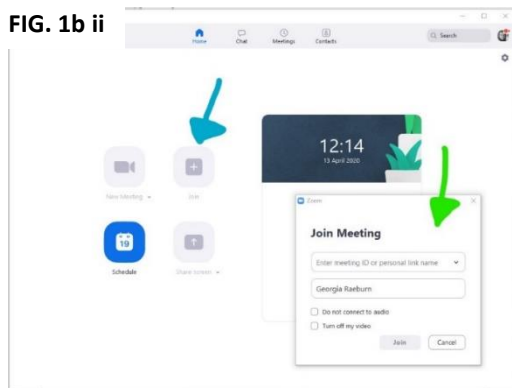 FIG. 1b ii
Home Chat Meetings Contacts
Search
12:14
13 April 2020
New Meeting
Join
19
Schedule
Share Screen
Zoom
Join Meeting
Enter meeting ID or personal link name
Georgia Raeburn
Do not connect to audio
Turn off my video
Join Cancel